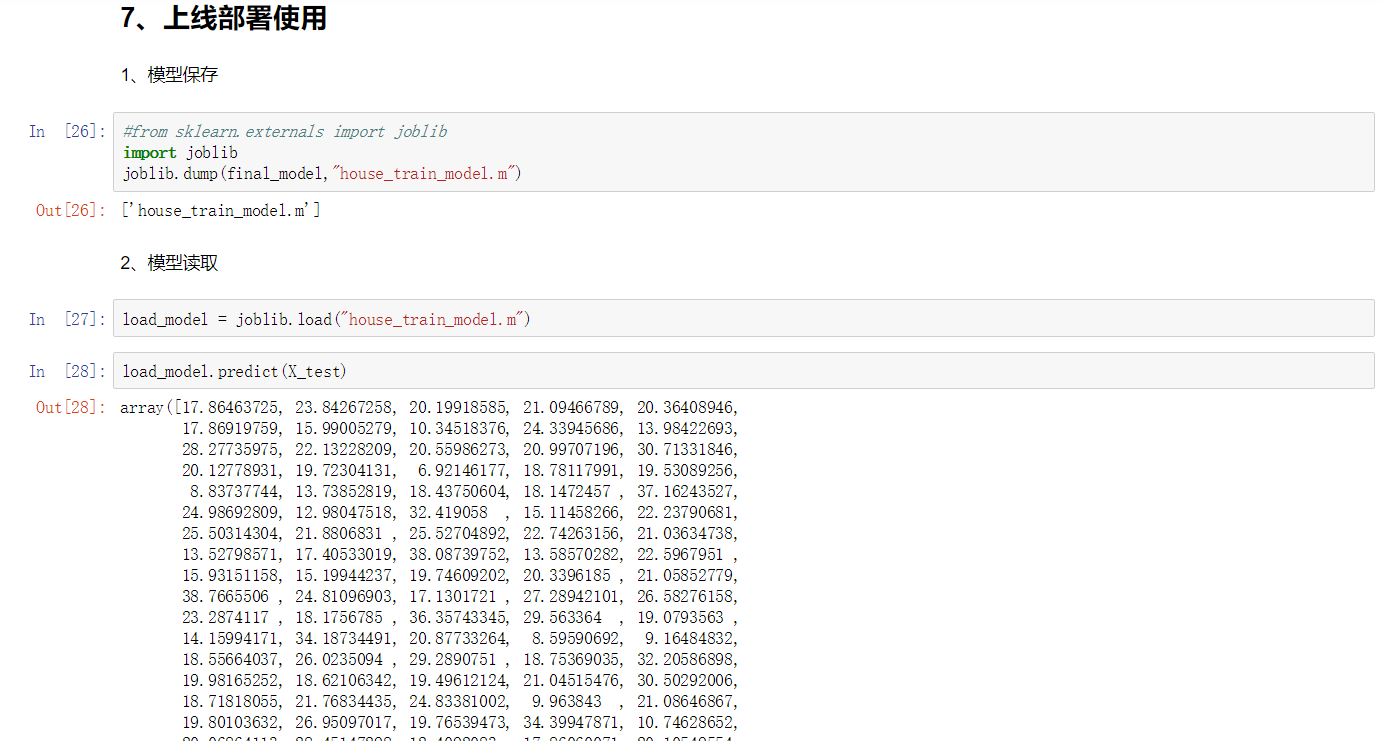 7、上线部署使用
1、模型保存
In [26]: #from sklearn.externals import joblib
import joblib
joblib.dump(final_model,"house_train_model.m")
Out[26]: ['house_train_model.m']
2、模型读取
In [27]: load_model = joblib.load("house_train_model.m")
In [28]: load_model.predict(X_test)
Out[28]: array([17.86463725, 23.84267258, 20.19918585, 21.09466789, 20.36408946,
17.86919759, 15.99005279, 10.34518376, 24.33945686, 13.98422693,
28.27735975, 22.13228209, 20.55986273, 20.99707196, 30.71331846,
20.12778931, 19.72304131, 6.92146177, 18.78117991, 19.53089256,
8.83737744, 13.73852819, 18.43750604, 18.1472457 , 37.16243527,
24.98692809, 12.98047518, 32.419058 , 15.11458266, 22.23790681,
25.50314304, 21.8806831 , 25.52704892, 22.74263156, 21.03634738,
13.52798571, 17.40533019, 38.08739752, 13.58570282, 22.5967951 ,
15.93151158, 15.19944237, 19.74609202, 20.3396185 , 21.05852779,
38.7665506 , 24.81096903, 17.1301721 , 27.28942101, 26.58276158,
23.2874117 , 18.1756785 , 36.35743345, 29.563364 , 19.0793563 ,
14.15994171, 34.18734491, 20.87733264, 8.59590692, 9.16484832,
18.55664037, 26.0235094 , 29.2890751 , 18.75369035, 32.20586898,
19.98165252, 18.62106342, 19.49612124, 21.04515476, 30.50292006,
18.71818055, 21.76834435, 24.83381002, 9.963843 , 21.08646867,
19.80103632, 26.95097017, 19.76539473, 34.39947871, 10.74628652,